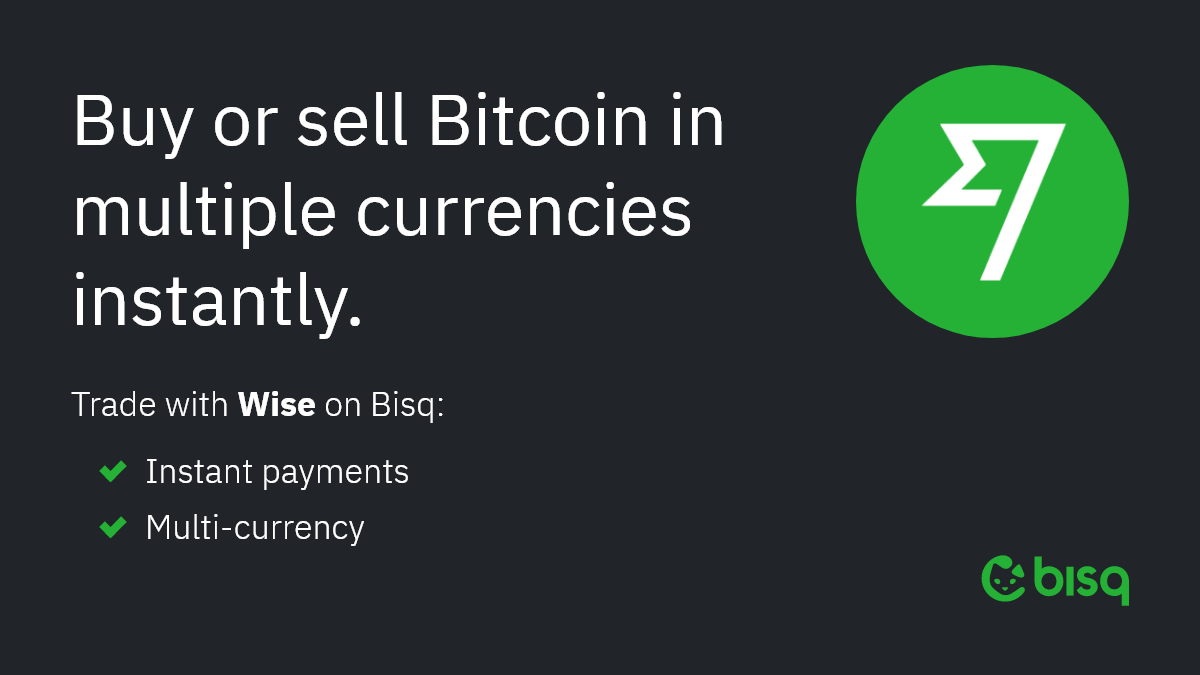 Buy or sell Bitcoin in
multiple currencies
instantly.
Trade with Wise on Bisq:
Instant payments
Multi-currency
bisq